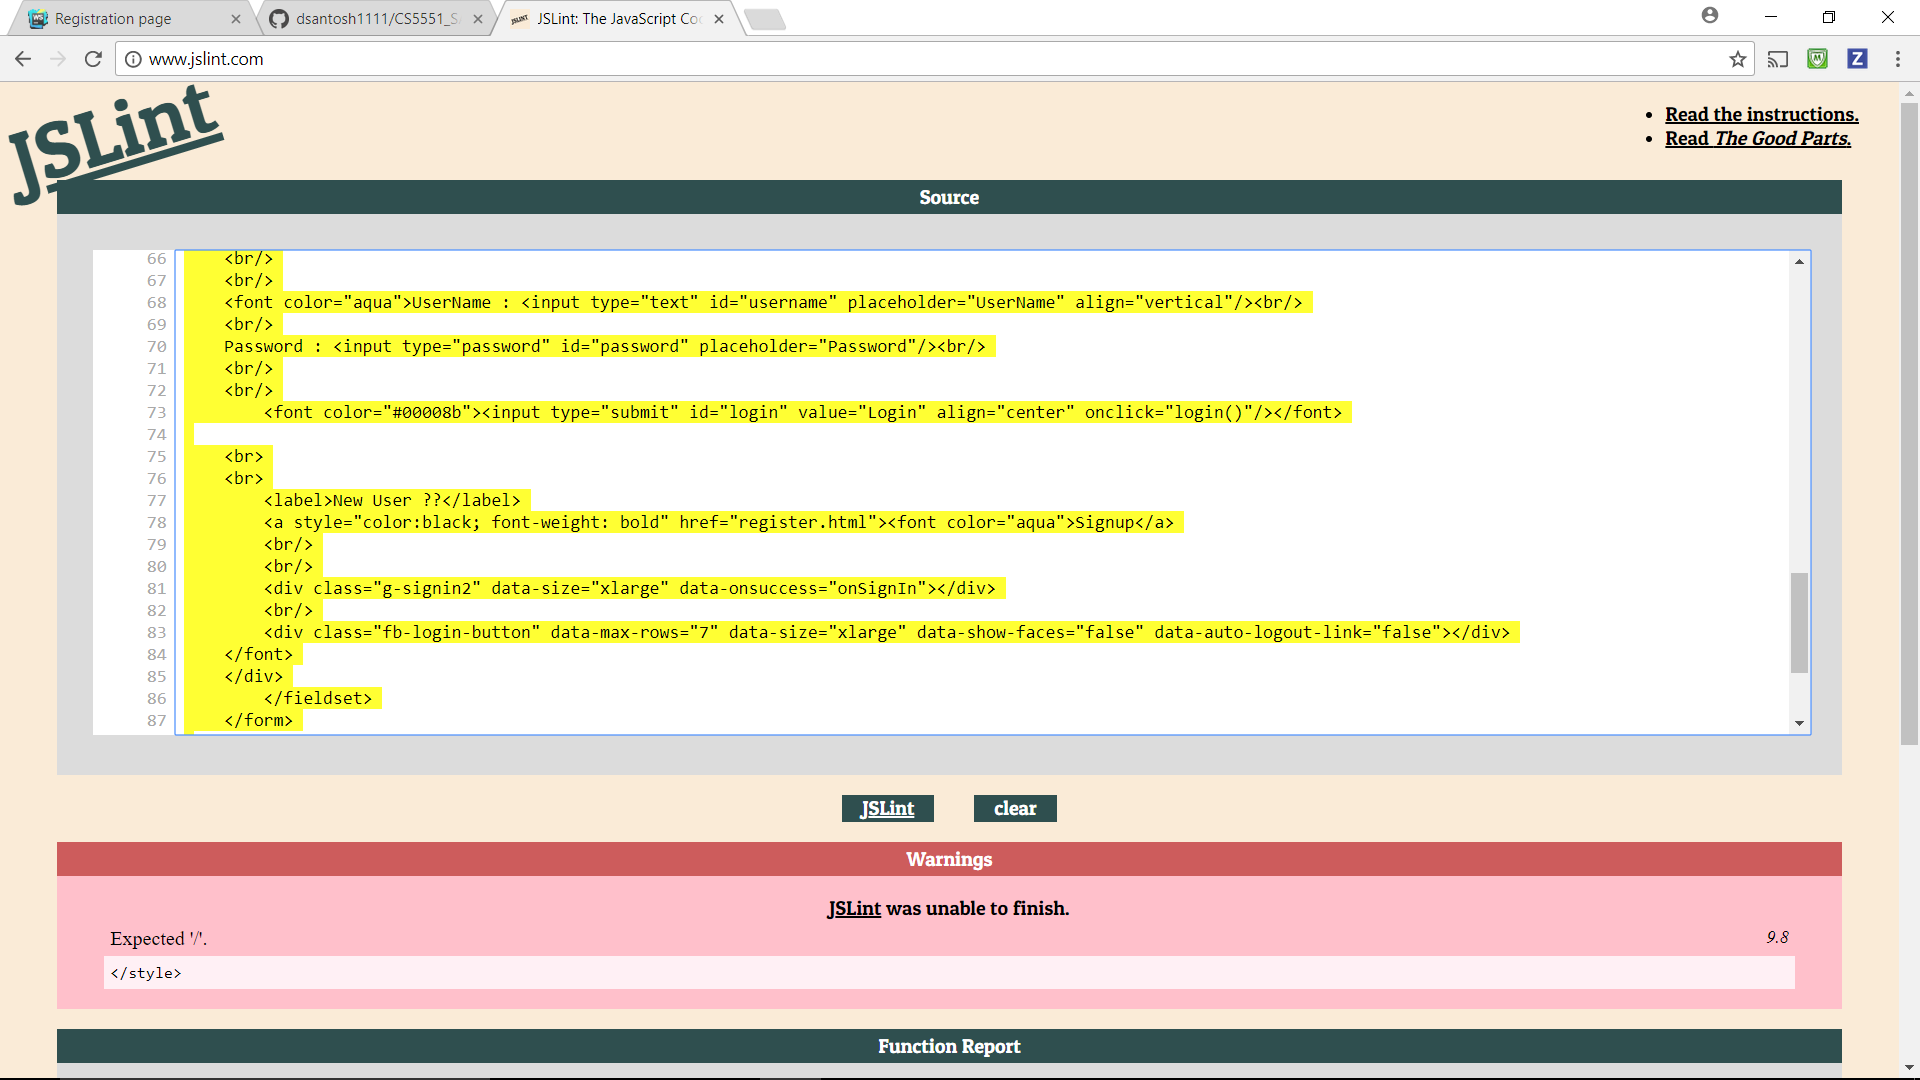 Registration page
dsantosh1111/CS5551_S
JSLint: The JavaScript Co
www.jslint.com
JSLint
Read the instructions.
Read The Good Parts.
Source
66 <br/>
67 <br/>
68 <font color="aqua">UserName : <input type="text" id="username" placeholder="UserName" align="vertical"/><br/>
69 <br/>
70 Password : <input type="password" id="password" placeholder="Password"/><br/>
71 <br/>
72 <br/>
73 <font color="#00008b"><input type="submit" id="login" value="Login" align="center" onclick="login()"/></font>
74
75 <br>
76 <br>
77 <label>New User ??</label>
78 <a style="color:black; font-weight: bold" href="register.html"><font color="aqua">Signup</a>
79 <br/>
80 <br/>
81 <div class="g-signin2" data-size="xlarge" data-onsuccess="onSignIn"></div>
82 <br/>
83 <div class="fb-login-button" data-max-rows="7" data-size="xlarge" data-show-faces="false" data-auto-logout-link="false"></div>
84 </font>
85 </div>
86 </fieldset>
87 </form>
JSLint clear
Warnings
JSLint was unable to finish.
Expected '/'. 9.8
</style>
Function Report